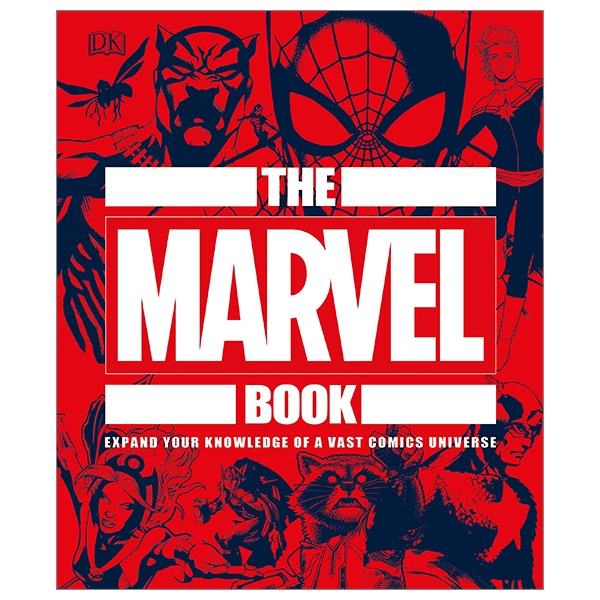 DK
THE
MARVEL
BOOK
EXPAND YOUR KNOWLEDGE OF A VAST COMICS UNIVERSE